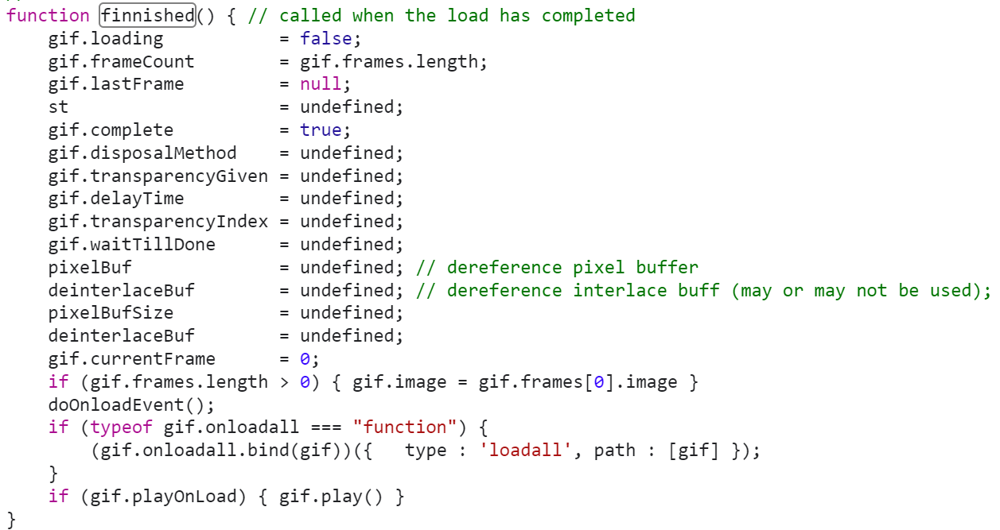 function finnished() { // called when the load has completed
    gif.loading           = false;
    gif.frameCount        = gif.frames.length;
    gif.lastFrame         = null;
    st                    = undefined;
    gif.complete          = true;
    gif.disposalMethod    = undefined;
    gif.transparencyGiven = undefined;
    gif.delayTime         = undefined;
    gif.transparencyIndex = undefined;
    gif.waitTillDone      = undefined;
    pixelBuf              = undefined; // dereference pixel buffer
    deinterlaceBuf        = undefined; // dereference interlace buff (may or may not be used);
    pixelBufSize          = undefined;
    deinterlaceBuf        = undefined;
    gif.currentFrame      = 0;
    if (gif.frames.length > 0) { gif.image = gif.frames[0].image }
    doOnloadEvent();
    if (typeof gif.onloadall === "function") {
        (gif.onloadall.bind(gif))({   type : 'loadall', path : [gif] });
    }
    if (gif.playOnLoad) { gif.play() }
}